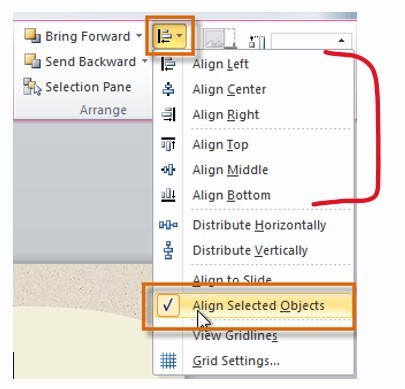 Bring Forward
Send Backward
Selection Pane
Arrange
Align Left
Align Center
Align Right
Align Top
Align Middle
Align Bottom
Distribute Horizontally
Distribute Vertically
Align to Slide
Align Selected Objects
View Gridlines
Grid Settings...